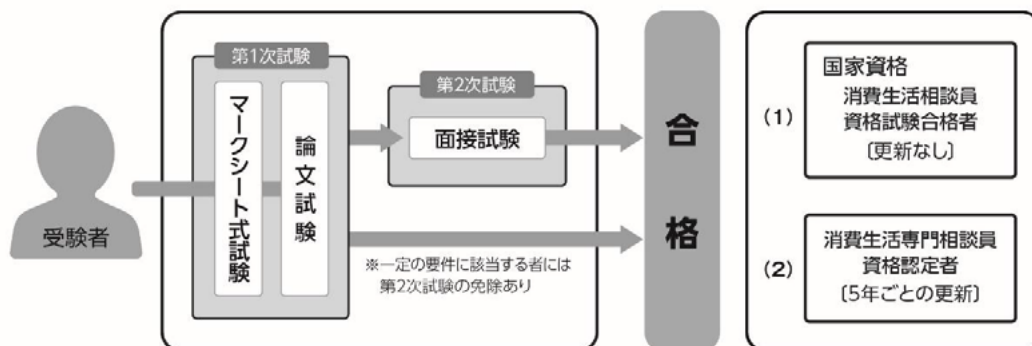 受験者
第1次試験
マークシート式試験
論文試験
第2次試験
面接試験
※一定の要件に該当する者には
第2次試験の免除あり
合格
(1)
国家資格
消費生活相談員
資格試験合格者
〔更新なし〕
(2)
消費生活専門相談員
資格認定者
〔5年ごとの更新〕